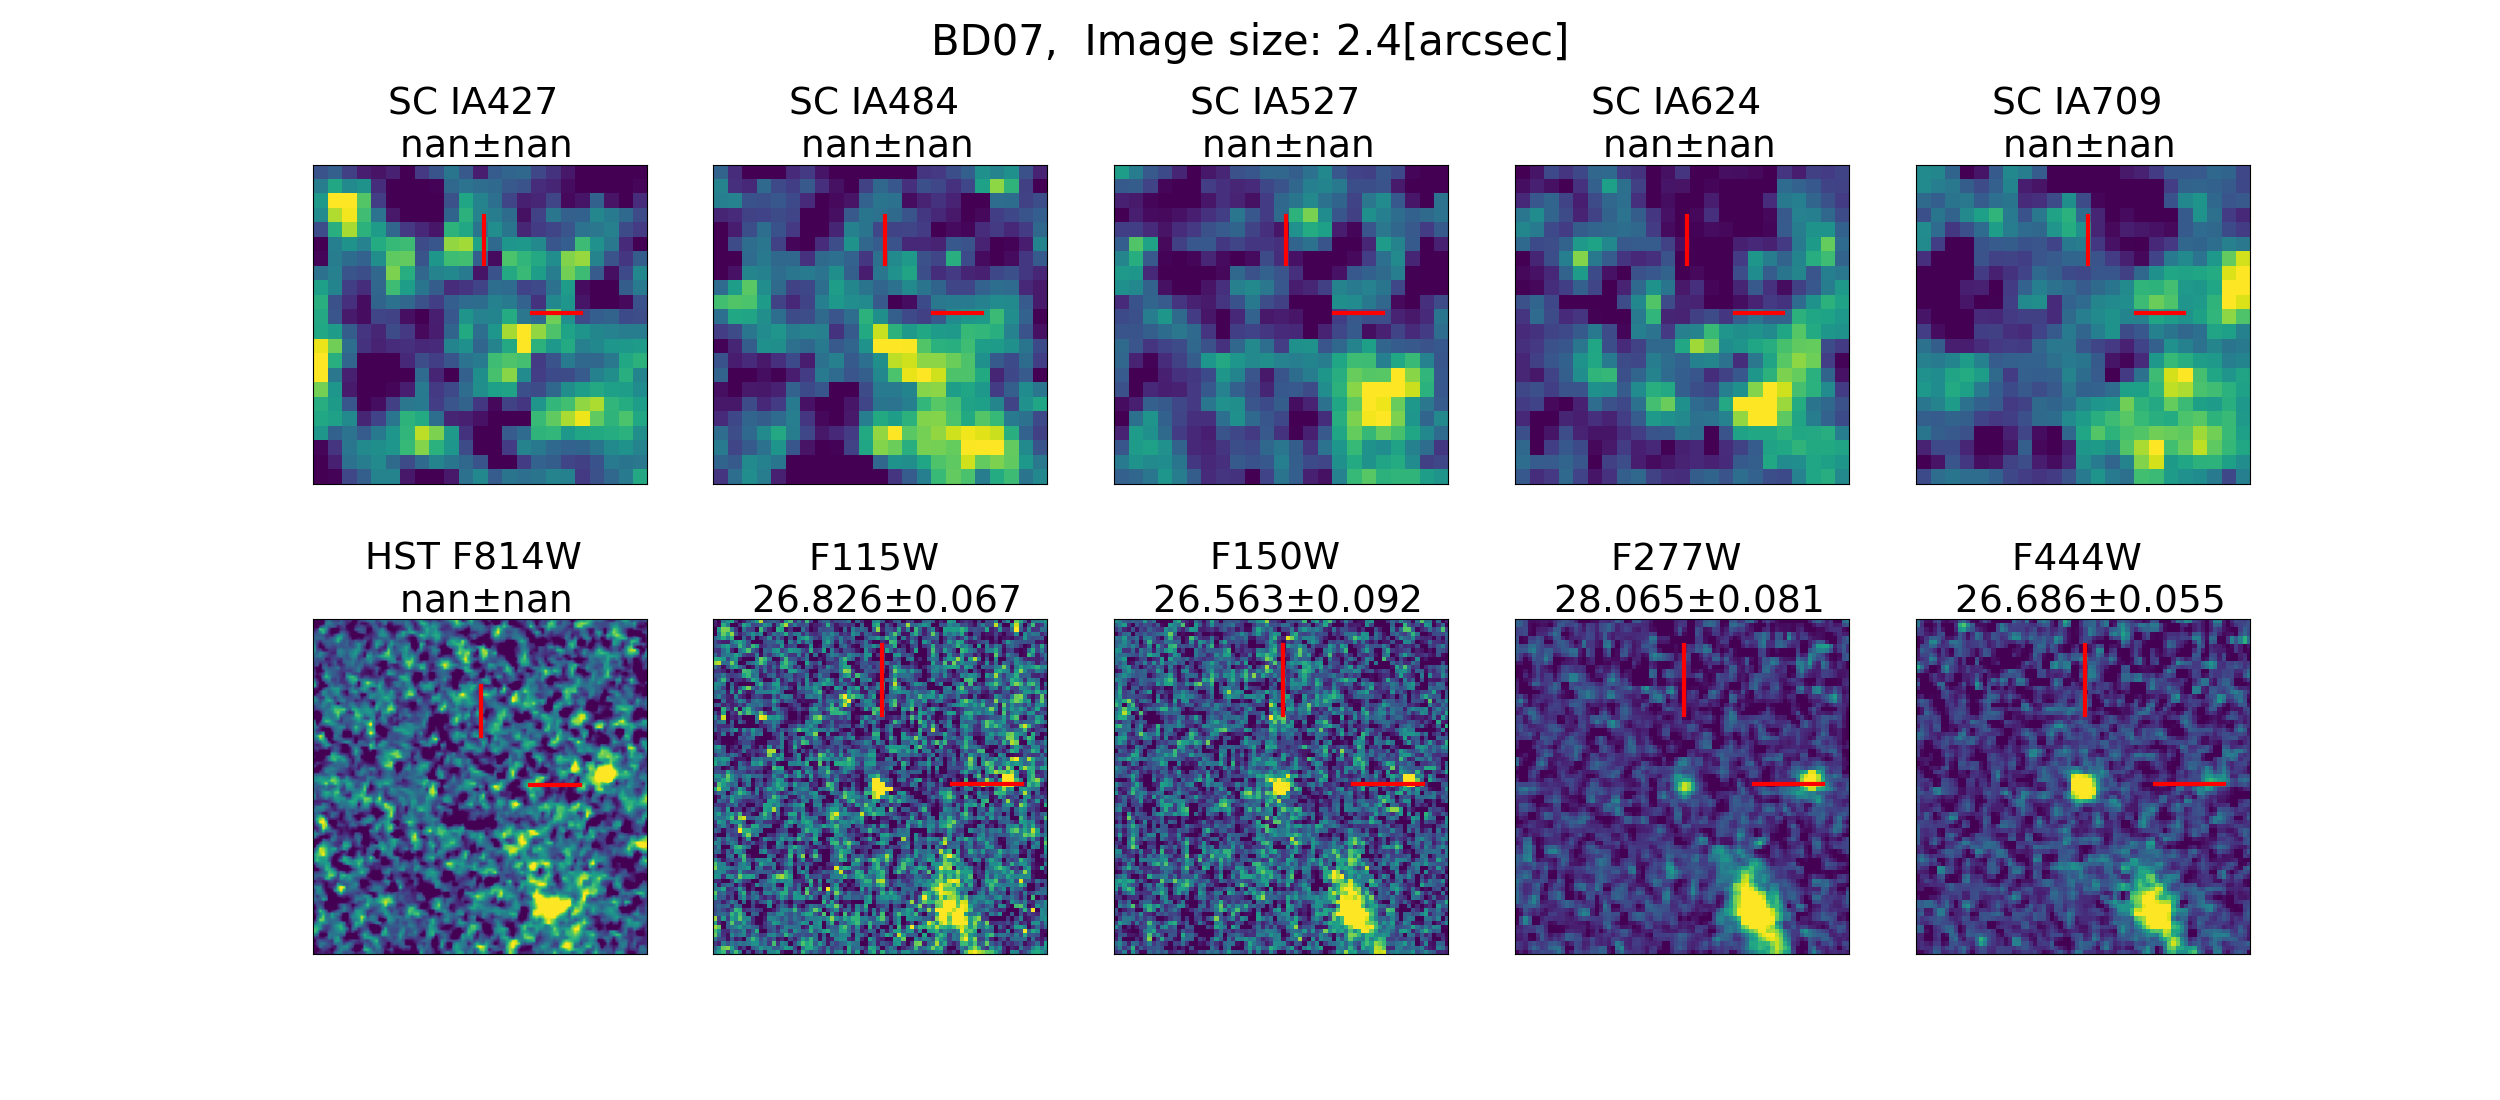 BD07,  Image size: 2.4[arcsec]
SC IA427
nan±nan
SC IA484
nan±nan
SC IA527
nan±nan
SC IA624
nan±nan
SC IA709
nan±nan
HST F814W
nan±nan
F115W
26.826±0.067
F150W
26.563±0.092
F277W
28.065±0.081
F444W
26.686±0.055